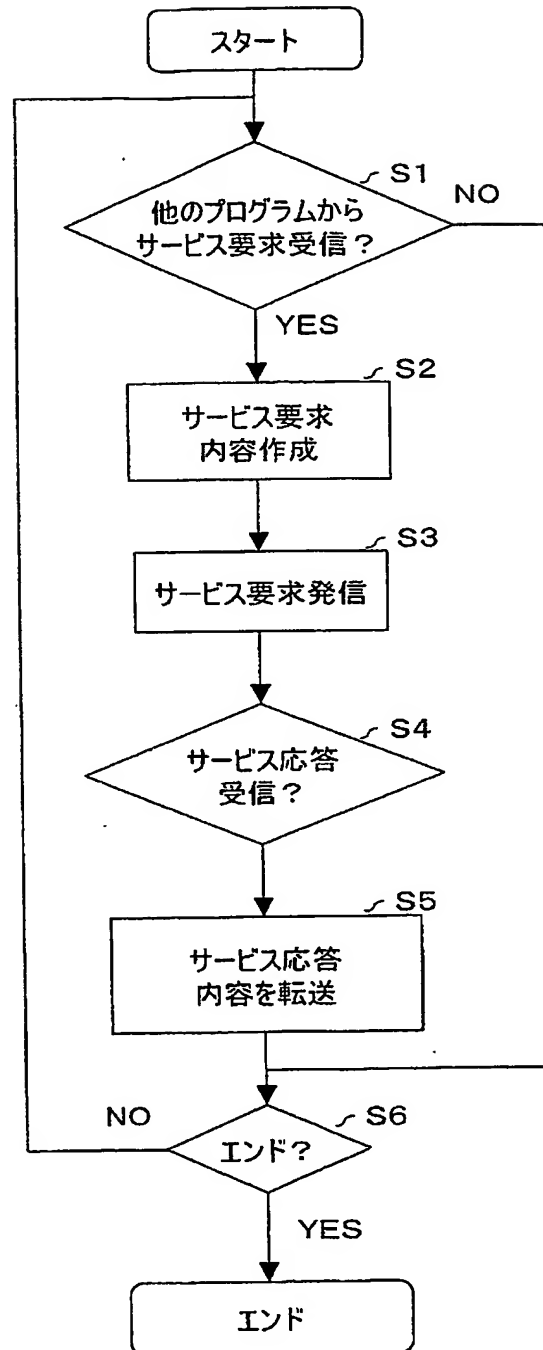 スタート
S1
NO
他のプログラムから
サービス要求受信？
YES
S2
サービス要求
内容作成
S3
サービス要求発信
S4
サービス応答
受信？
S5
サービス応答
内容を転送
NO
S6
エンド？
YES
エンド